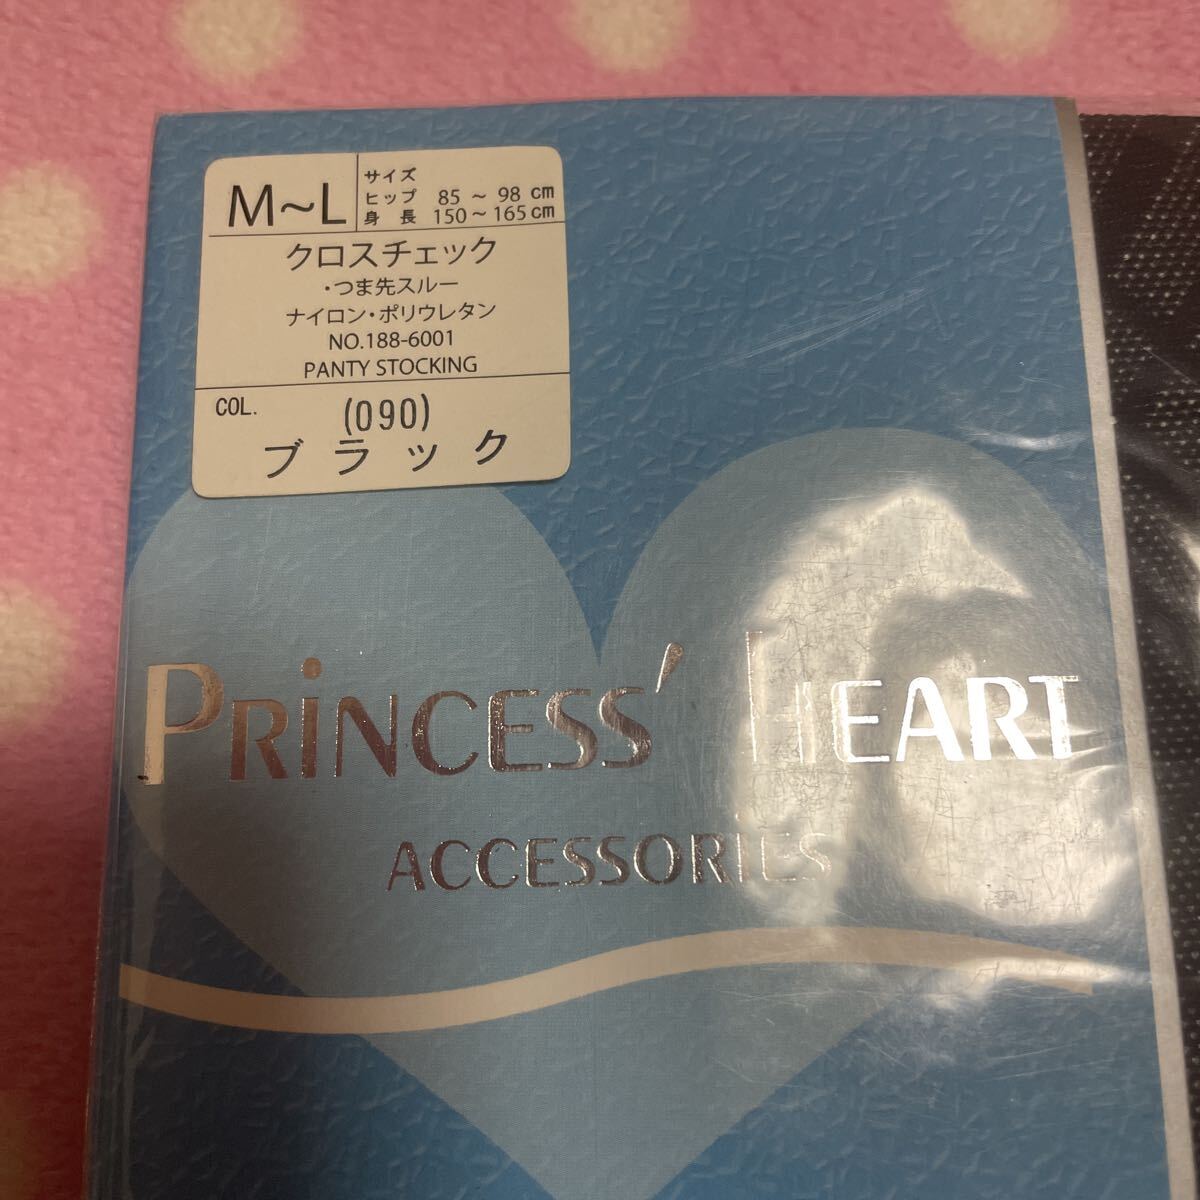 M~L
サイズ
ヒップ 85 ～ 98 cm
身長 150～165cm
クロスチェック
・つま先スルー
ナイロン・ポリウレタン
NO.188-6001
PANTY STOCKING
COL. (090)
ブラック
PRiNCESS' HEART
ACCESSORIES